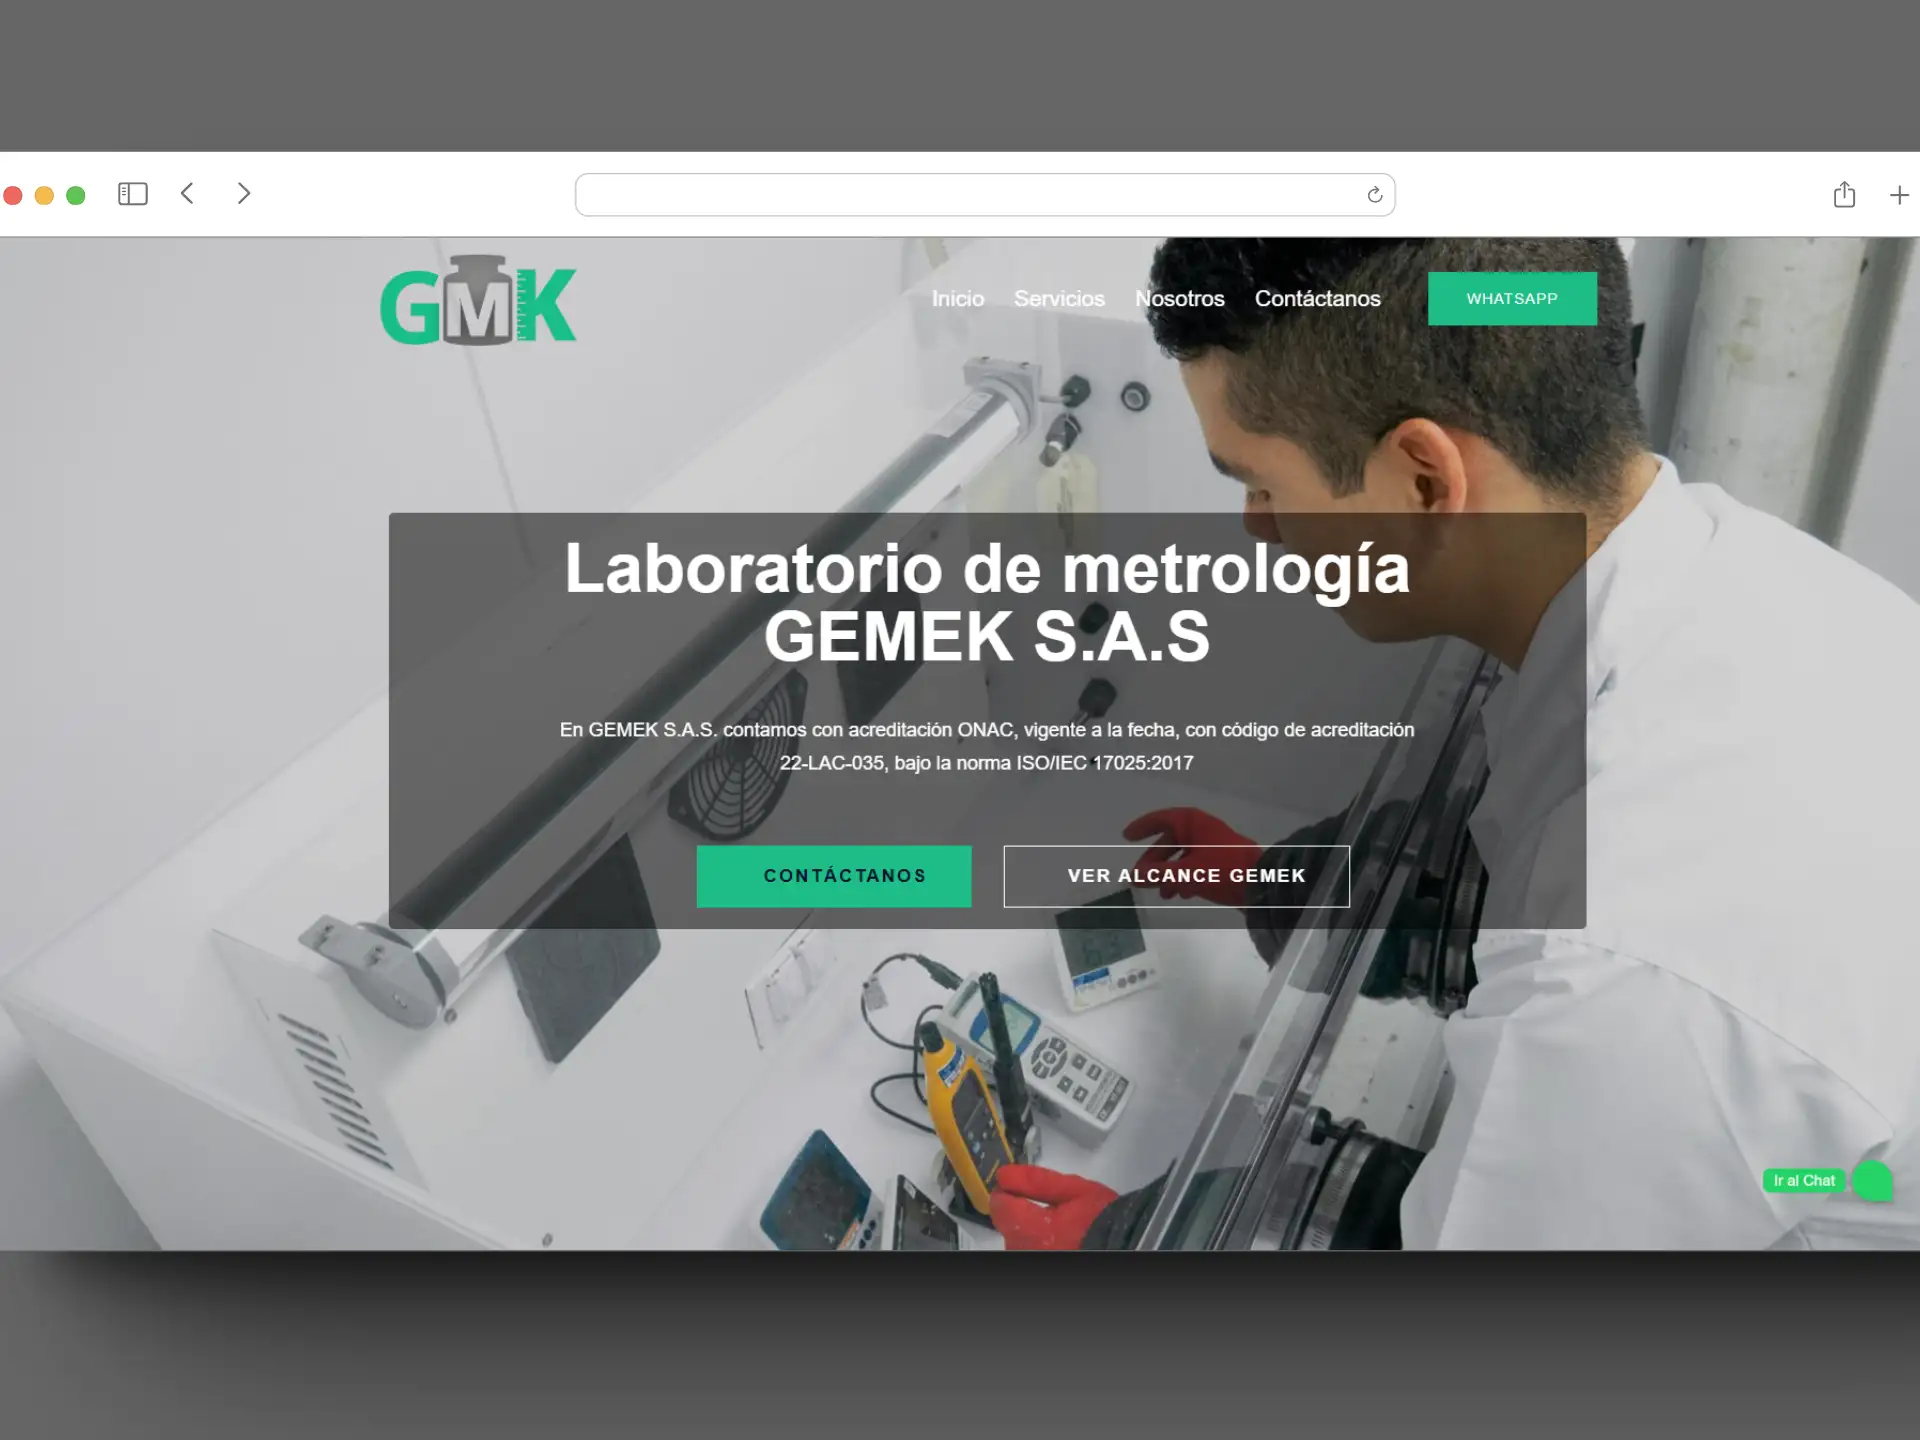 GMK
Inicio Servicios Nosotros Contáctanos WHATSAPP
Laboratorio de metrología
GEMEK S.A.S
En GEMEK S.A.S. contamos con acreditación ONAC, vigente a la fecha, con código de acreditación
22-LAC-035, bajo la norma ISO/IEC 17025:2017
CONTÁCTANOS VER ALCANCE GEMEK
Ir al Chat